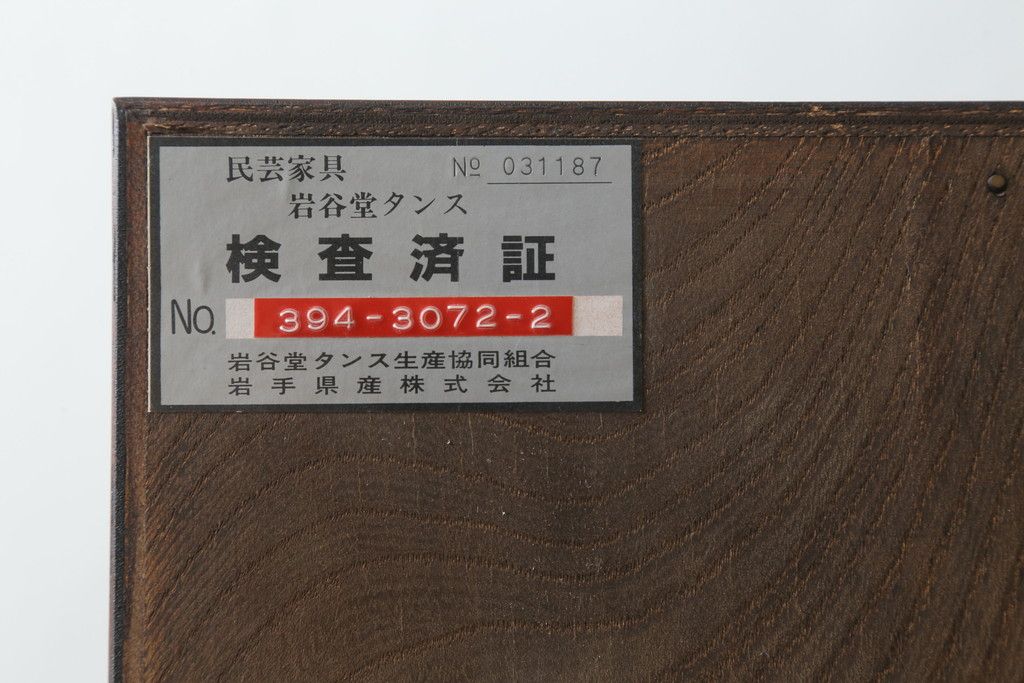 民芸家具 № 031187
岩谷堂タンス
検査済証
No. 394-3072-2
岩谷堂タンス生産協同組合
岩手県産株式会社